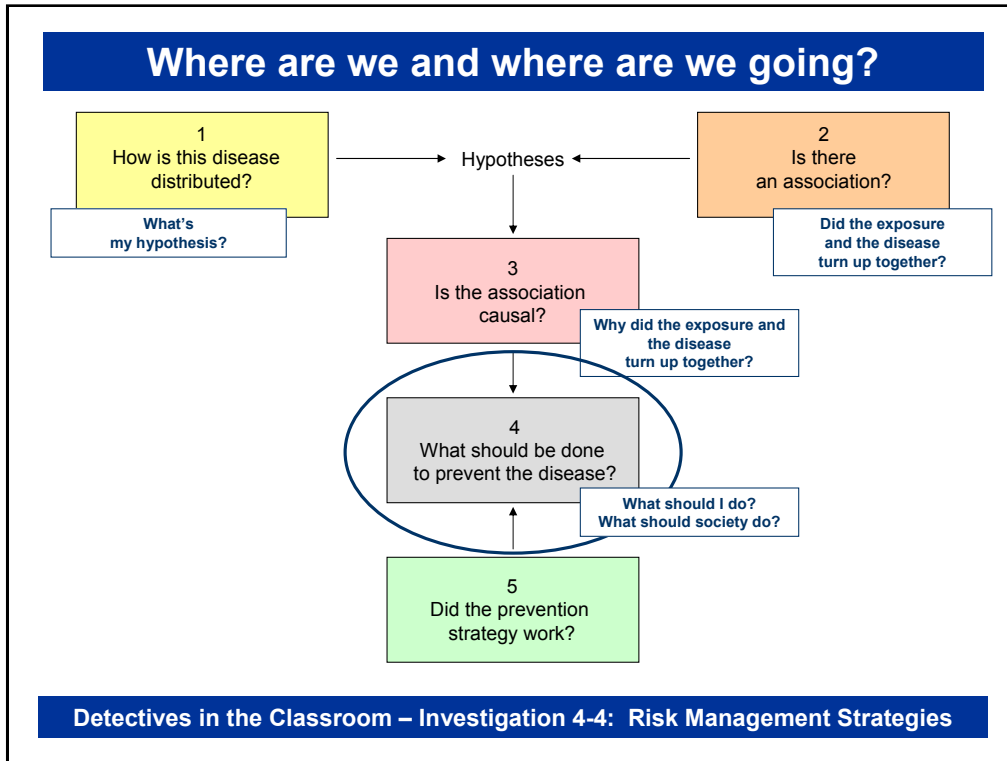 Where are we and where are we going?
1
How is this disease
distributed?
What's
my hypothesis?
Hypotheses
2
Is there
an association?
Did the exposure
and the disease
turn up together?
3
Is the association
causal?
Why did the exposure and
the disease
turn up together?
4
What should be done
to prevent the disease?
What should I do?
What should society do?
5
Did the prevention
strategy work?
Detectives in the Classroom – Investigation 4-4:  Risk Management Strategies